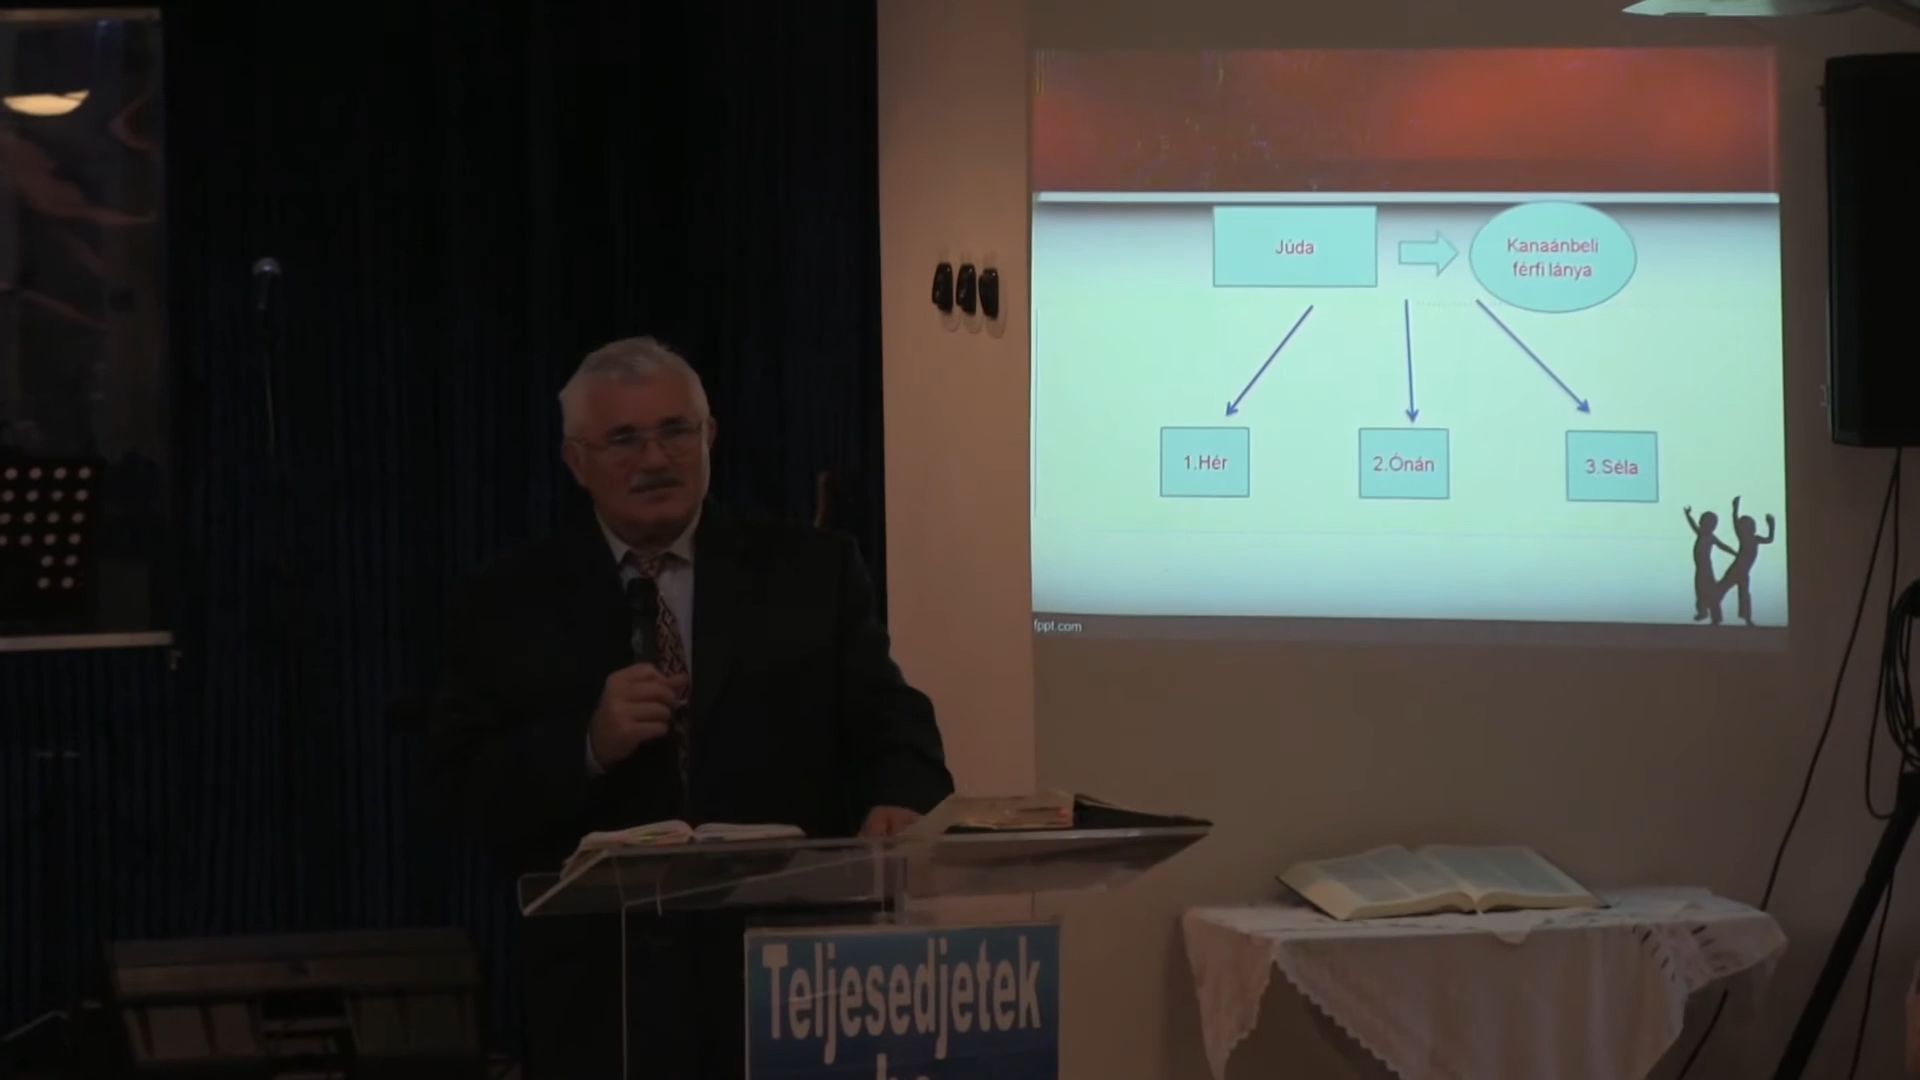 Júda
Kanaánbeli
férfi lánya
1.Hér
2.Ónán
3.Séla
fppt.com
Teljesedjetek